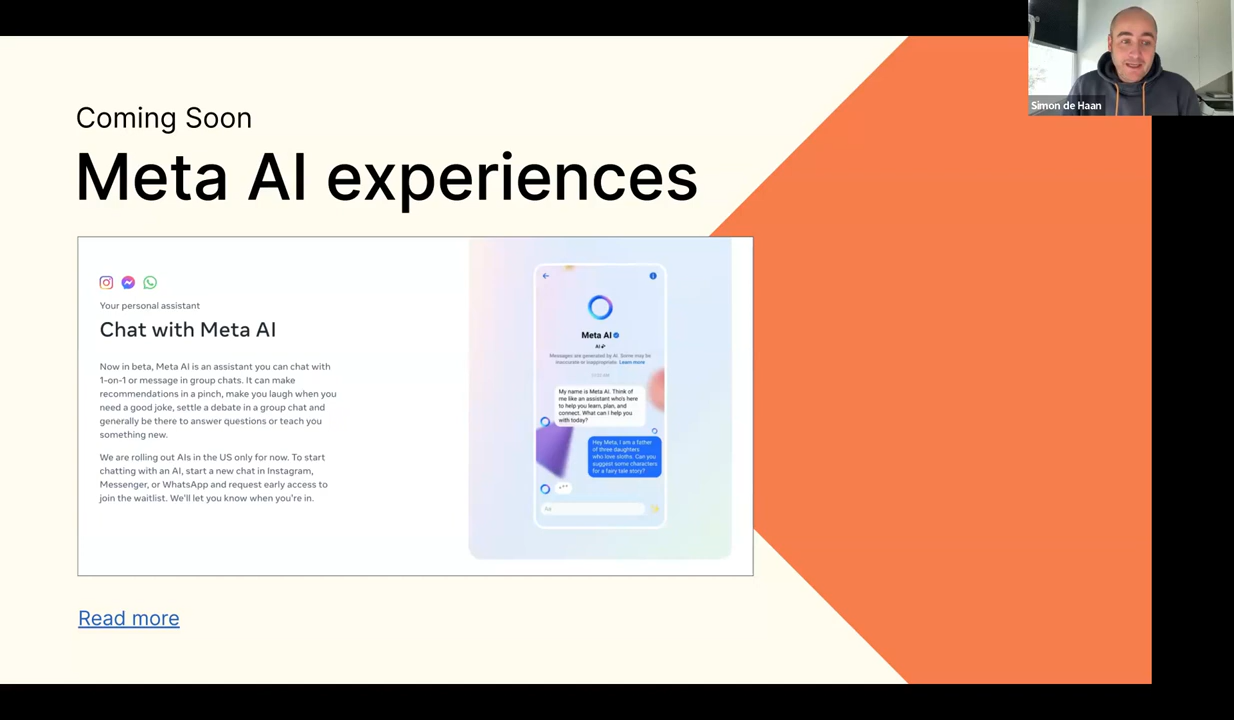 Simon de Haan
Coming Soon
Meta AI experiences
Your personal assistant
Chat with Meta AI
Now in beta, Meta AI is an assistant you can chat with
1-on-1 or message in group chats. It can make
recommendations in a pinch, make you laugh when you
need a good joke, settle a debate in a group chat and
generally be there to answer questions or teach you
something new.
We are rolling out AIs in the US only for now. To start
chatting with an AI, start a new chat in Instagram,
Messenger, or WhatsApp and request early access to
join the waitlist. We'll let you know when you're in.
Meta AI
AI
Messages are generated by AI. Some may be
inaccurate or inappropriate. Learn more
My name is Meta AI. Think of
me like an assistant who's here
to help you learn, plan, and
connect. What can I help you
with today?
Hey Meta, I am a father
of three daughters
who love sloths. Can you
suggest some characters
for a fairy tale story?
Aa
Read more